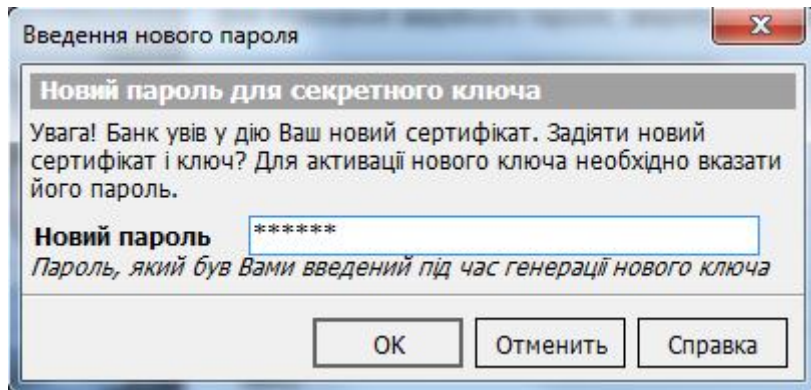 Введення нового пароля
Новий пароль для секретного ключа
Увага! Банк увів у дію Ваш новий сертифікат. Задіяти новий
сертифікат і ключ? Для активації нового ключа необхідно вказати
його пароль.
Новий пароль ******
Пароль, який був Вами введений під час генерації нового ключа
OK Отменить Справка